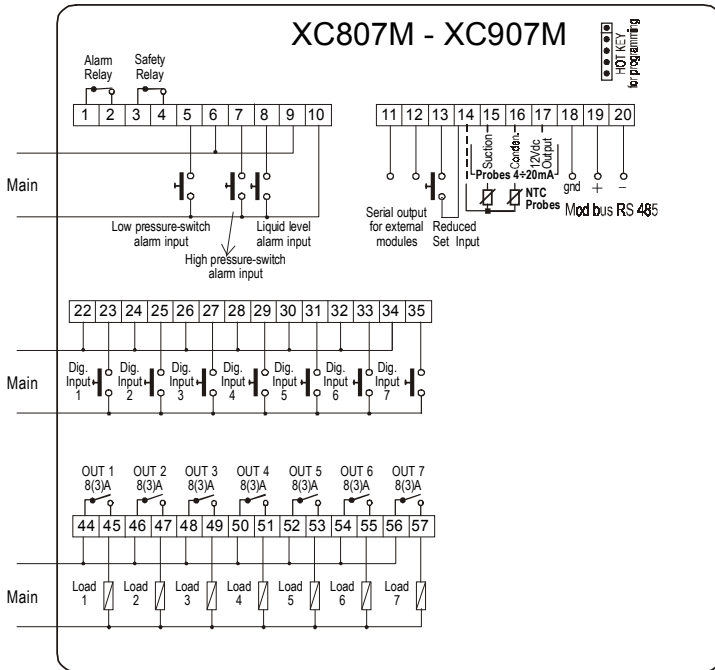 XC807M - XC907M
HOT KEY
for programming
Alarm
Relay
Safety
Relay
1 2 3 4 5 6 7 8 9 10
11 12 13 14 15 16 17 18 19 20
Suction
Conden.
12Vdc
Output
Probes 4÷20mA
NTC
Probes
gnd + -
Mod bus RS 485
Main
Low pressure-switch
alarm input
High pressure-switch
alarm input
Liquid level
alarm input
Serial output
for external
modules
Reduced
Set Input
22 23 24 25 26 27 28 29 30 31 32 33 34 35
Main
Dig.
Input
1
Dig.
Input
2
Dig.
Input
3
Dig.
Input
4
Dig.
Input
5
Dig.
Input
6
Dig.
Input
7
OUT 1
8(3)A
OUT 2
8(3)A
OUT 3
8(3)A
OUT 4
8(3)A
OUT 5
8(3)A
OUT 6
8(3)A
OUT 7
8(3)A
44 45 46 47 48 49 50 51 52 53 54 55 56 57
Main
Load
1
Load
2
Load
3
Load
4
Load
5
Load
6
Load
7